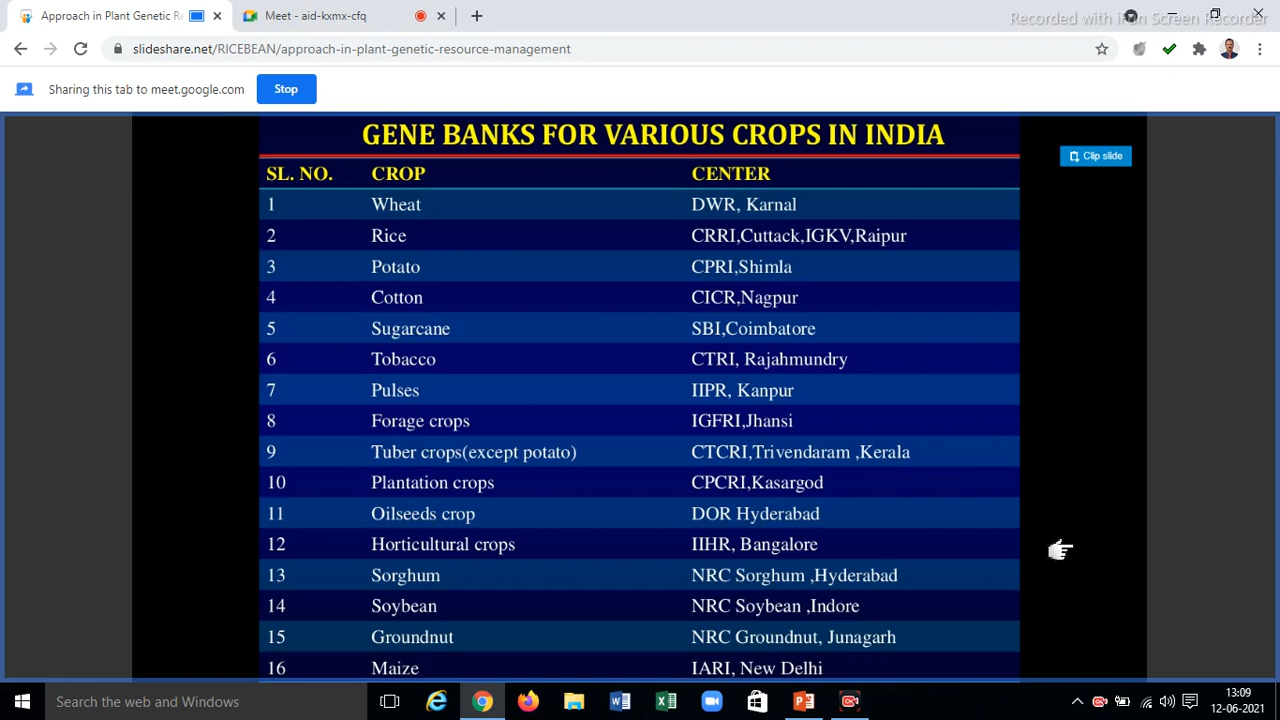 Approach in Plant Genetic Re
Meet - aid-kxmx-cfq
Recorded with iFun Screen Recorder
slideshare.net/RICEBEAN/approach-in-plant-genetic-resource-management
Sharing this tab to meet.google.com
Stop
GENE BANKS FOR VARIOUS CROPS IN INDIA
Clip slide
SL. NO. CROP CENTER
1 Wheat DWR, Karnal
2 Rice CRRI,Cuttack,IGKV,Raipur
3 Potato CPRI,Shimla
4 Cotton CICR,Nagpur
5 Sugarcane SBI,Coimbatore
6 Tobacco CTRI, Rajahmundry
7 Pulses IIPR, Kanpur
8 Forage crops IGFRI,Jhansi
9 Tuber crops(except potato) CTCRI,Trivendaram ,Kerala
10 Plantation crops CPCRI,Kasargod
11 Oilseeds crop DOR Hyderabad
12 Horticultural crops IIHR, Bangalore
13 Sorghum NRC Sorghum ,Hyderabad
14 Soybean NRC Soybean ,Indore
15 Groundnut NRC Groundnut, Junagarh
16 Maize IARI, New Delhi
Search the web and Windows
13:09
12-06-2021